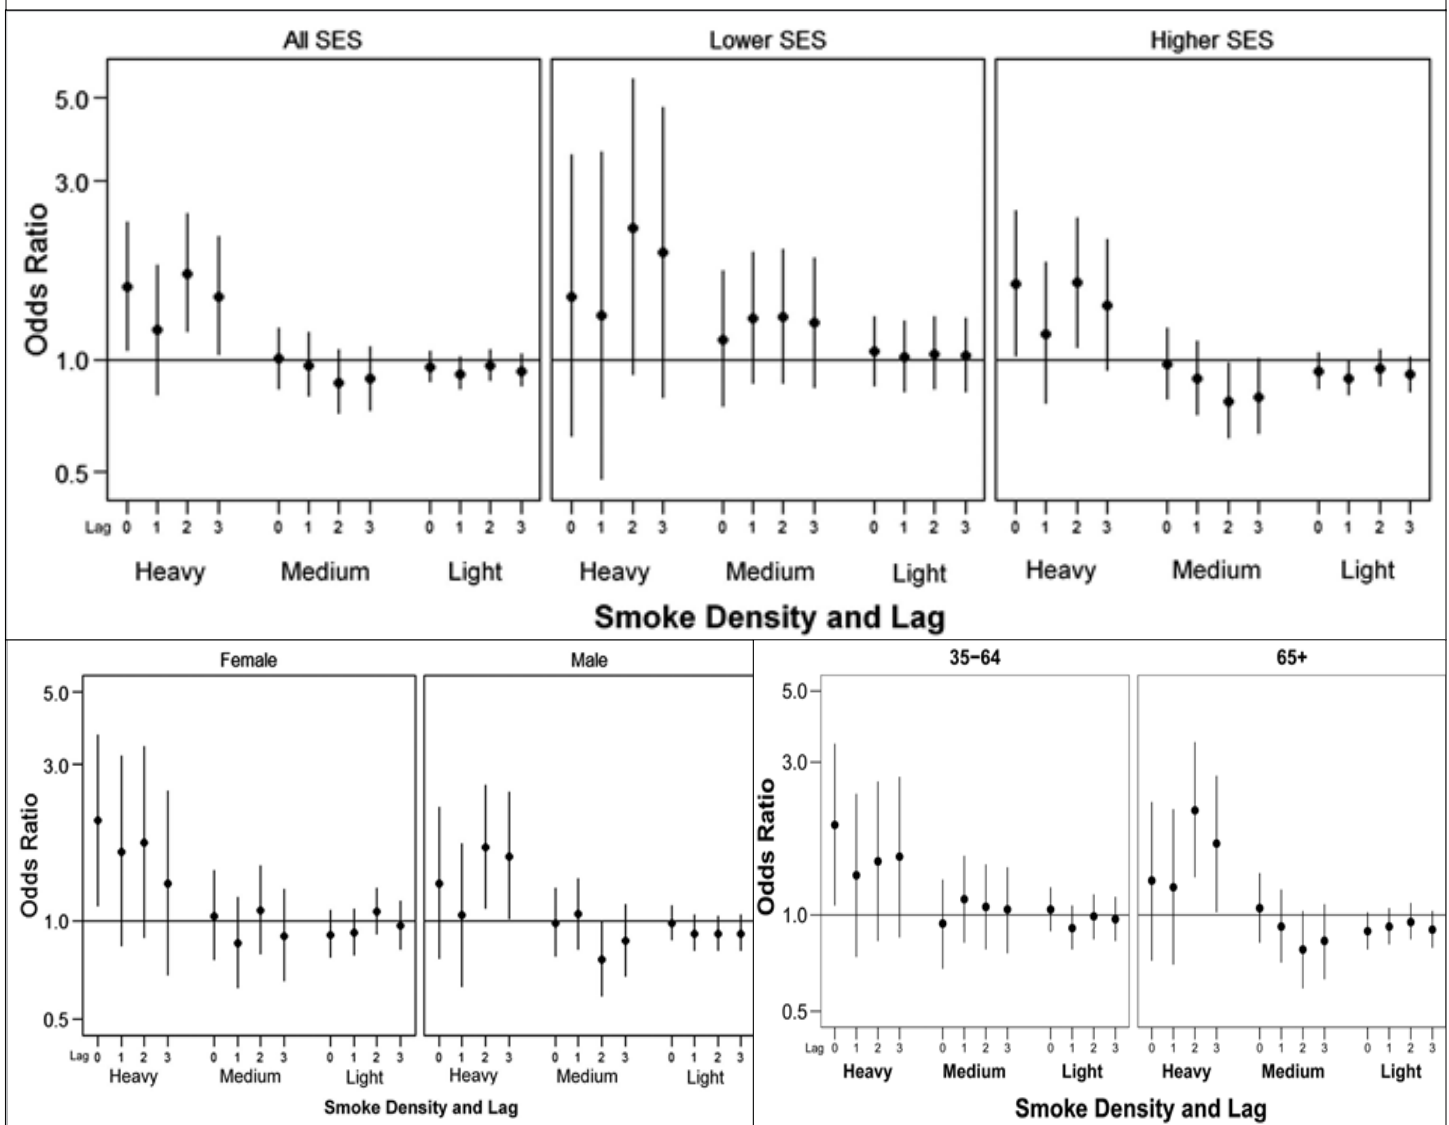 All SES Lower SES Higher SES
5.0
3.0
Odds Ratio
1.0
0.5
Lag 0 1 2 3 0 1 2 3 0 1 2 3 0 1 2 3 0 1 2 3 0 1 2 3 0 1 2 3 0 1 2 3 0 1 2 3
Heavy Medium Light Heavy Medium Light Heavy Medium Light
Smoke Density and Lag
Female Male
5.0
3.0
Odds Ratio
1.0
0.5
Lag 0 1 2 3 0 1 2 3 0 1 2 3 0 1 2 3 0 1 2 3 0 1 2 3
Heavy Medium Light Heavy Medium Light
Smoke Density and Lag
35−64 65+
5.0
3.0
Odds Ratio
1.0
0.5
Lag 0 1 2 3 0 1 2 3 0 1 2 3 0 1 2 3 0 1 2 3 0 1 2 3
Heavy Medium Light Heavy Medium Light
Smoke Density and Lag